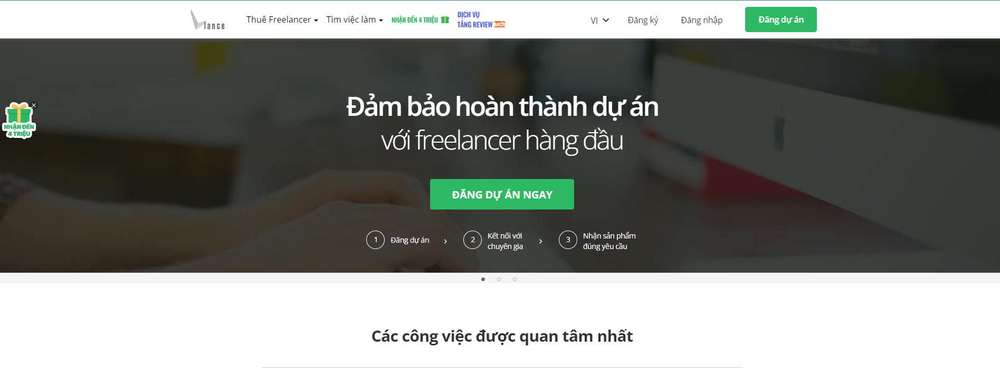 lance
Thuê Freelancer
Tìm việc làm
NHẬN ĐẾN 4 TRIỆU
DỊCH VỤ
TĂNG REVIEW MỚI
VI
Đăng ký
Đăng nhập
Đăng dự án
NHẬN ĐẾN
4 TRIỆU
Đảm bảo hoàn thành dự án
với freelancer hàng đầu
ĐĂNG DỰ ÁN NGAY
1 Đăng dự án
2 Kết nối với
chuyên gia
3 Nhận sản phẩm
đúng yêu cầu
Các công việc được quan tâm nhất